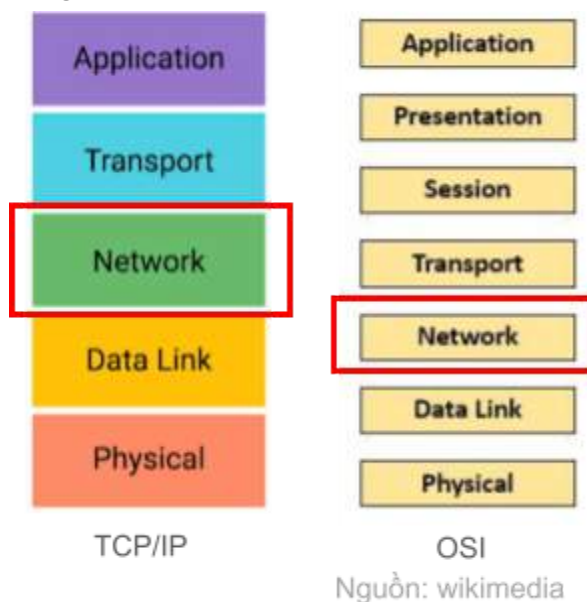 Application
Transport
Network
Data Link
Physical
TCP/IP
Application
Presentation
Session
Transport
Network
Data Link
Physical
OSI
Nguồn: wikimedia